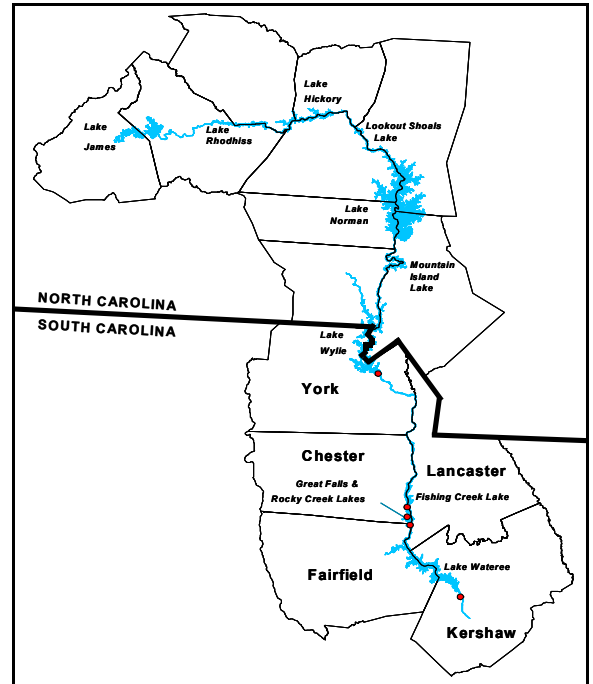 Lake
Hickory
Lake
James
Lake
Rhodhiss
Lookout Shoals
Lake
Lake
Norman
Mountain
Island
Lake
NORTH CAROLINA
SOUTH CAROLINA
Lake
Wylie
York
Chester
Lancaster
Great Falls &
Rocky Creek Lakes
Fishing Creek Lake
Lake Wateree
Fairfield
Kershaw